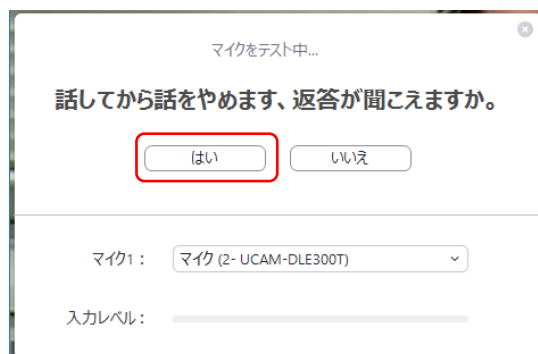 マイクをテスト中...
話してから話をやめます、返答が聞こえますか。
はい いいえ
マイク1： マイク (2- UCAM-DLE300T)
入力レベル：